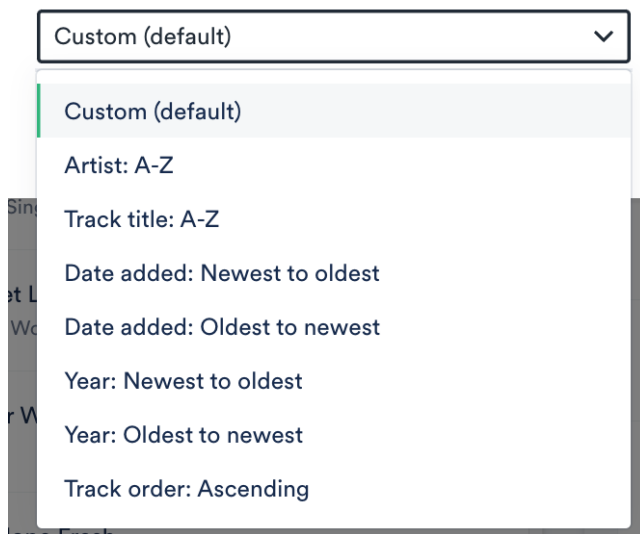 Custom (default)
Custom (default)
Artist: A-Z
Track title: A-Z
Date added: Newest to oldest
Date added: Oldest to newest
Year: Newest to oldest
Year: Oldest to newest
Track order: Ascending